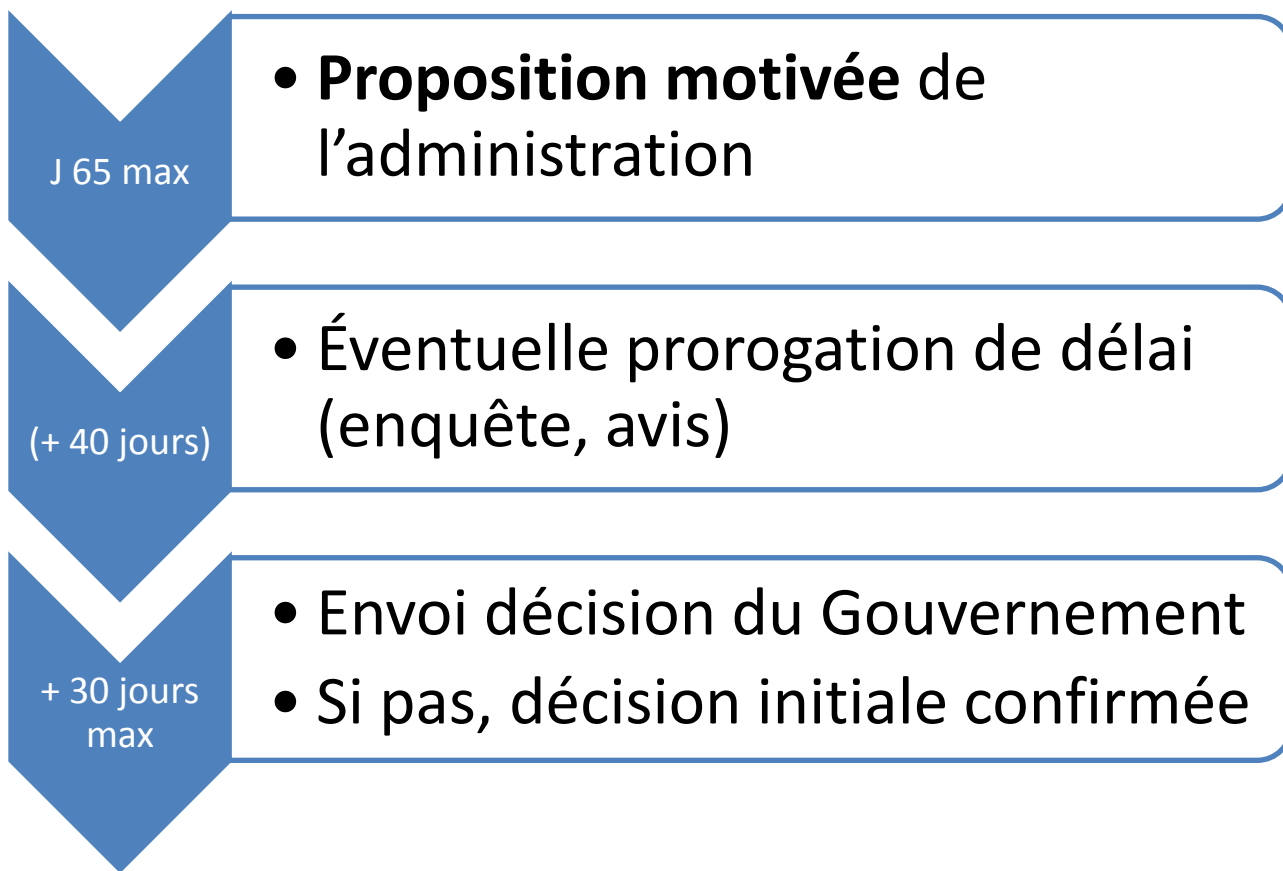 J 65 max
• Proposition motivée de
l’administration
(+ 40 jours)
• Éventuelle prorogation de délai
(enquête, avis)
+ 30 jours
max
• Envoi décision du Gouvernement
• Si pas, décision initiale confirmée